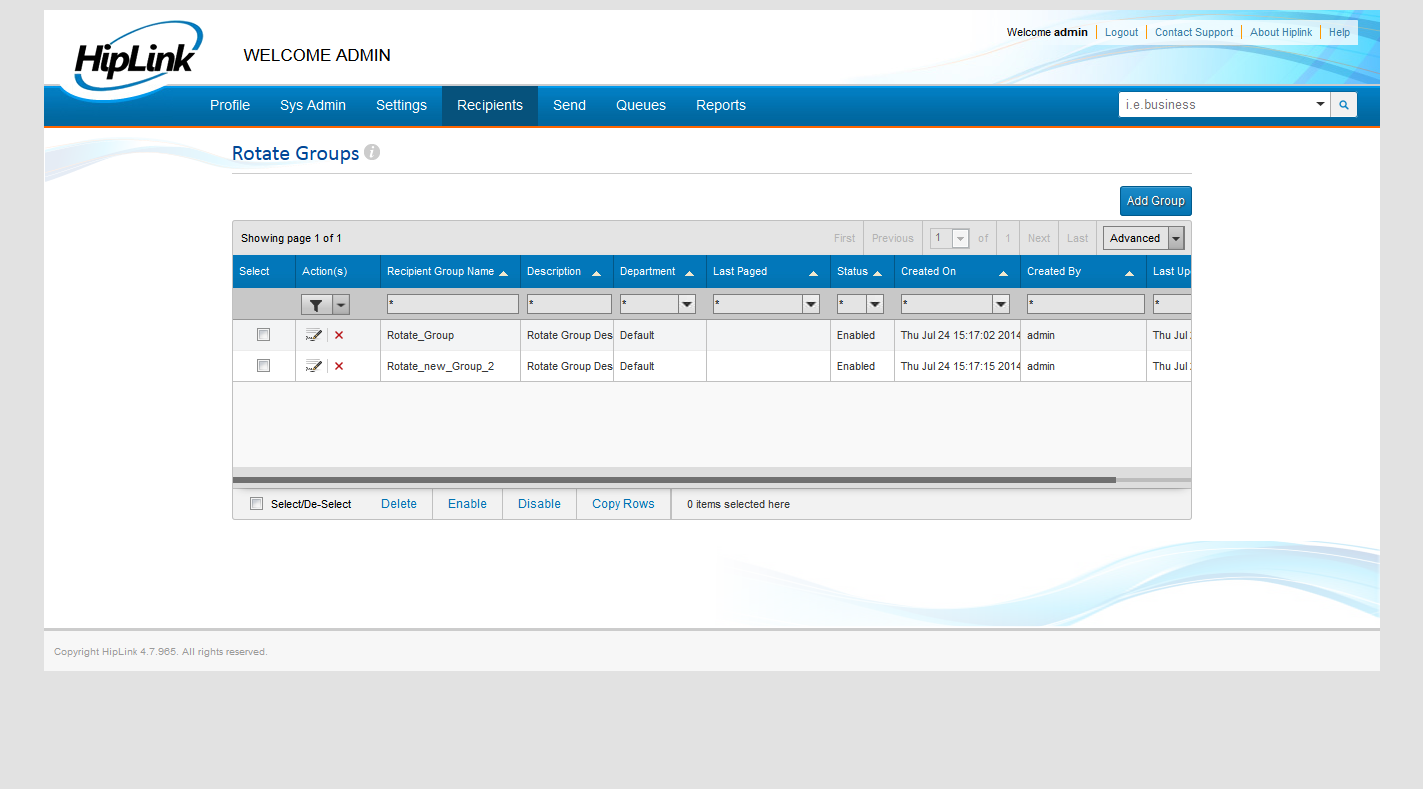 HipLink
WELCOME ADMIN
Welcome admin Logout Contact Support About Hiplink Help
Profile Sys Admin Settings Recipients Send Queues Reports i.e.business
Rotate Groups i
Add Group
Showing page 1 of 1 First Previous 1 of 1 Next Last Advanced
Select Action(s) Recipient Group Name Description Department Last Paged Status Created On Created By Last Up
* * * * * * * *
Rotate_Group Rotate Group Des Default Enabled Thu Jul 24 15:17:02 2014 admin Thu Jul
Rotate_new_Group_2 Rotate Group Des Default Enabled Thu Jul 24 15:17:15 2014 admin Thu Jul
Select/De-Select Delete Enable Disable Copy Rows 0 items selected here
Copyright HipLink 4.7.965. All rights reserved.